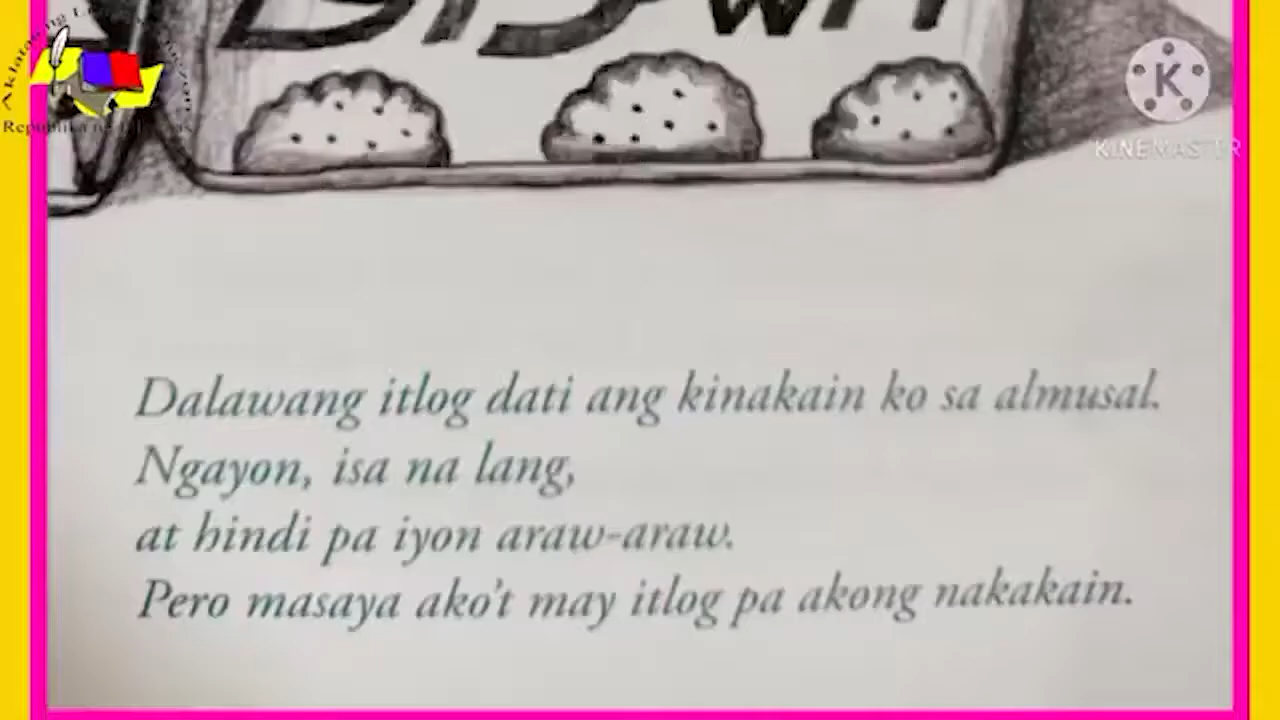 Dalawang itlog dati ang kinakain ko sa almusal.
Ngayon, isa na lang,
at hindi pa iyon araw-araw.
Pero masaya ako't may itlog pa akong nakakain.
K
KINEMASTER